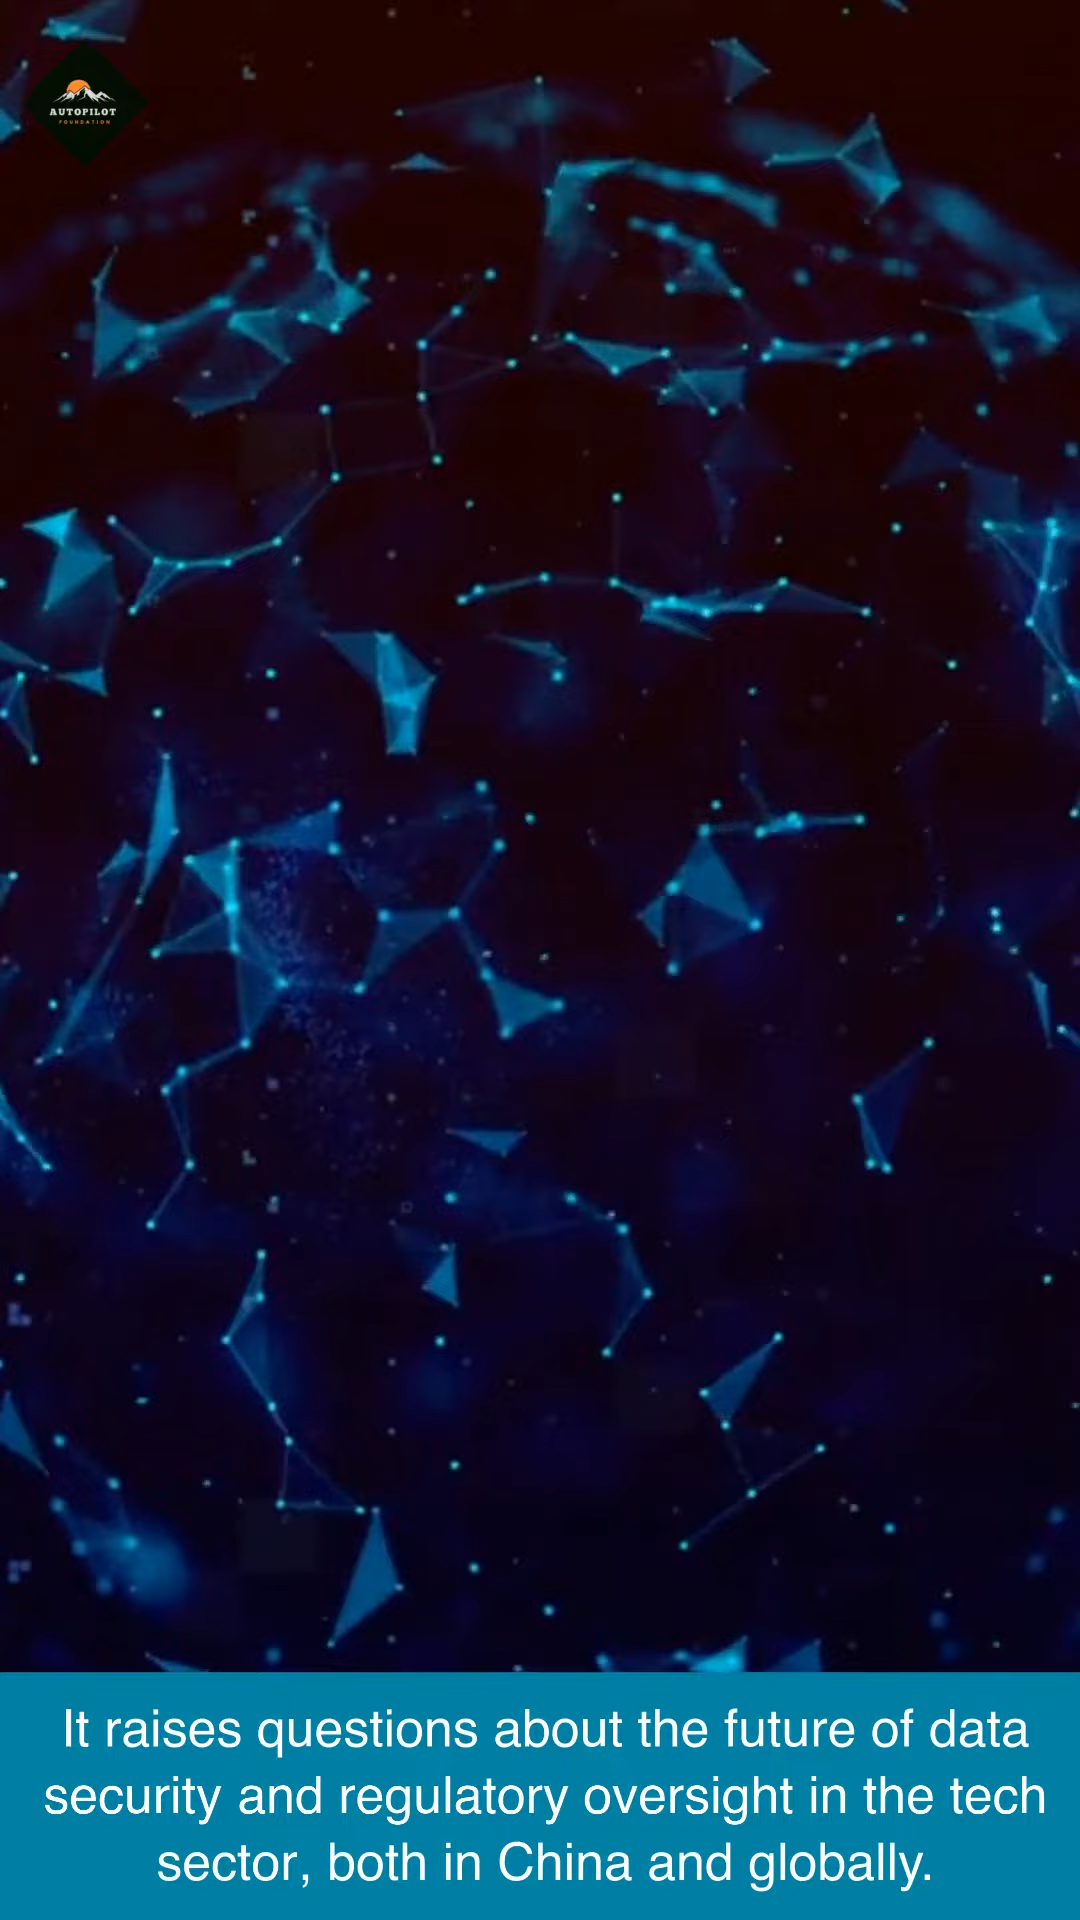 AUTOPILOT
FOUNDATION
It raises questions about the future of data
security and regulatory oversight in the tech
sector, both in China and globally.